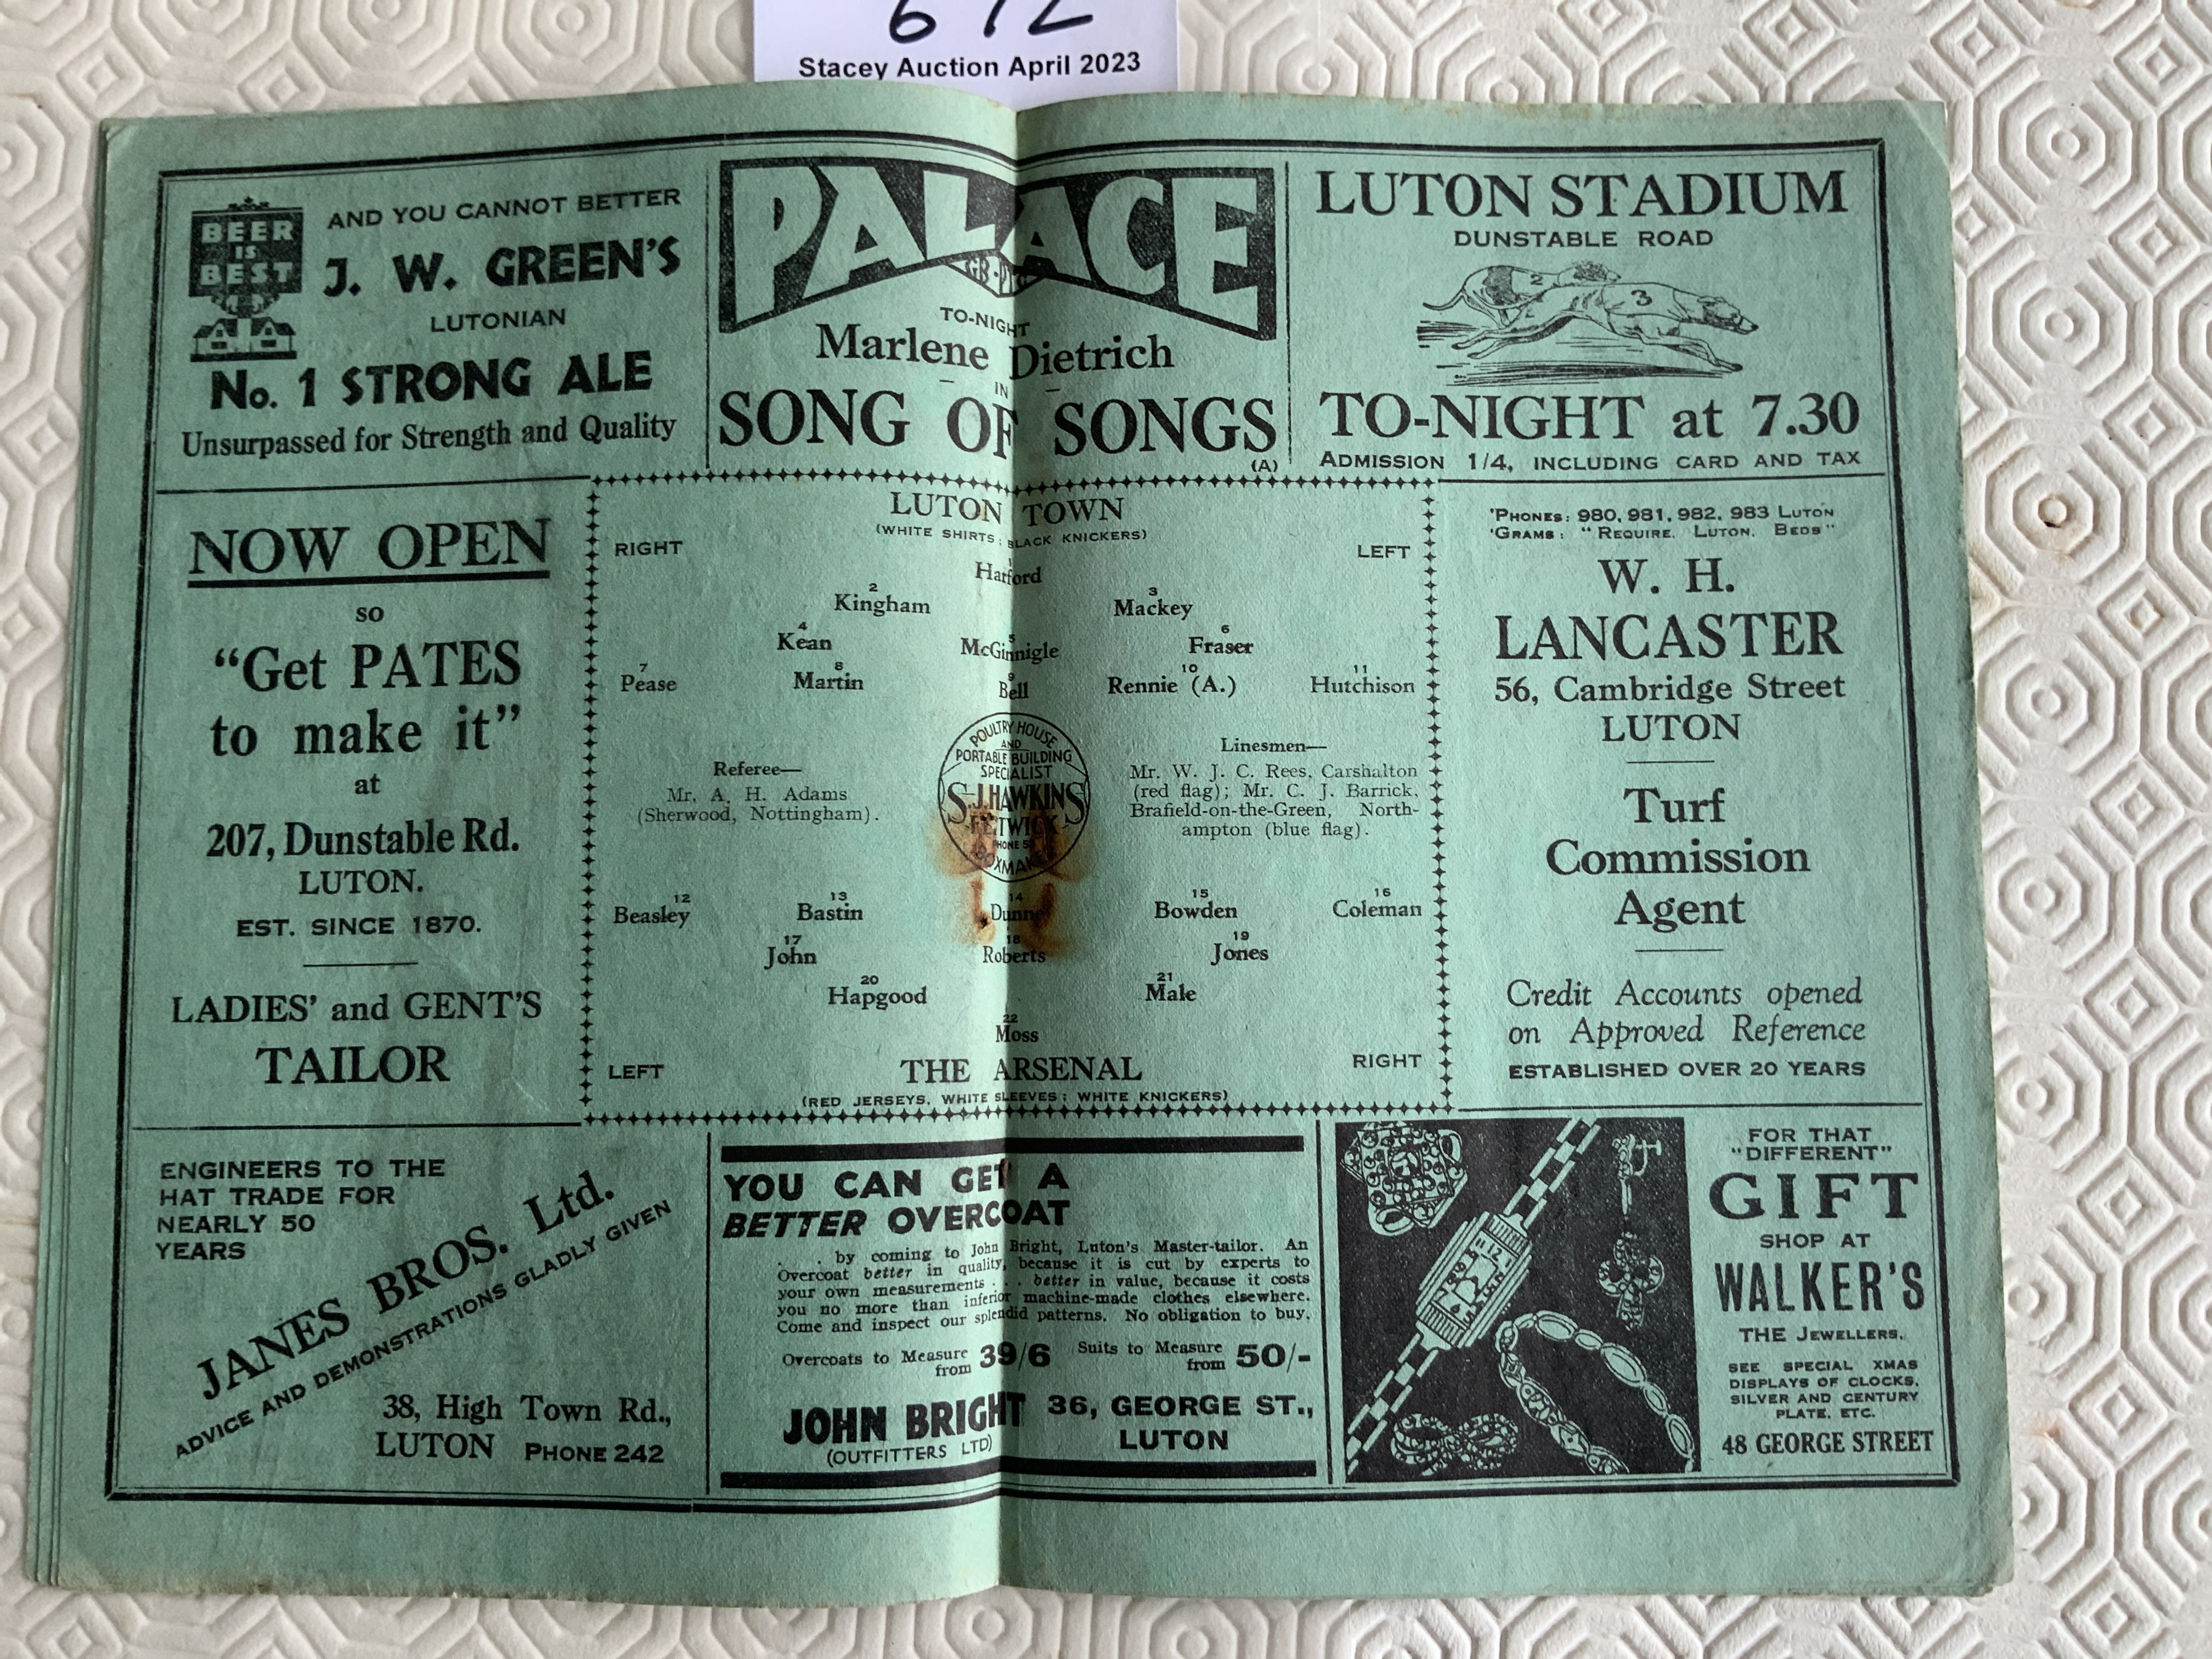 612
Stacey Auction April 2023
BEER
IS
BEST
AND YOU CANNOT BETTER
J. W. GREEN'S
LUTONIAN
No. 1 STRONG ALE
Unsurpassed for Strength and Quality
PALACE
TO-NIGHT
Marlene Dietrich
IN
SONG OF SONGS
(A)
LUTON STADIUM
DUNSTABLE ROAD
2
3
TO-NIGHT at 7.30
ADMISSION 1/4, INCLUDING CARD AND TAX
NOW OPEN
so
"Get PATES
to make it"
at
207, Dunstable Rd.
LUTON.
EST. SINCE 1870.
LADIES' and GENT'S
TAILOR
LUTON TOWN
(WHITE SHIRTS; BLACK KNICKERS)
RIGHT
LEFT
1
Harford
2
Kingham
3
Mackey
4
Kean
5
McGinnigle
6
Fraser
7
Pease
8
Martin
9
Bell
10
Rennie (A.)
11
Hutchison
Referee—
Mr. A. H. Adams
(Sherwood, Nottingham).
POULTRY HOUSE
AND
PORTABLE BUILDING
SPECIALIST
S.J. HAWKINS
Linesmen—
Mr. W. J. C. Rees, Carshalton
(red flag); Mr. C. J. Barrick,
Brafield-on-the-Green, North-
ampton (blue flag).
12
Beasley
13
Bastin
14
Dunne
15
Bowden
16
Coleman
17
John
18
Roberts
19
Jones
20
Hapgood
21
Male
22
Moss
LEFT
THE ARSENAL
RIGHT
(RED JERSEYS, WHITE SLEEVES; WHITE KNICKERS)
'PHONES: 980, 981, 982, 983 LUTON
'GRAMS: "REQUIRE, LUTON, BEDS"
W. H.
LANCASTER
56, Cambridge Street
LUTON
Turf
Commission
Agent
Credit Accounts opened
on Approved Reference
ESTABLISHED OVER 20 YEARS
ENGINEERS TO THE
HAT TRADE FOR
NEARLY 50
YEARS
JANES BROS. Ltd.
ADVICE AND DEMONSTRATIONS GLADLY GIVEN
38, High Town Rd.,
LUTON PHONE 242
YOU CAN GET A
BETTER OVERCOAT
. . by coming to John Bright, Luton's Master-tailor. An
Overcoat better in quality, because it is cut by experts to
your own measurements . . . better in value, because it costs
you no more than inferior machine-made clothes elsewhere.
Come and inspect our splendid patterns. No obligation to buy.
Overcoats to Measure from 39/6 Suits to Measure from 50/-
JOHN BRIGHT
(OUTFITTERS LTD)
36, GEORGE ST.,
LUTON
FOR THAT
"DIFFERENT"
GIFT
SHOP AT
WALKER'S
THE JEWELLERS.
SEE SPECIAL XMAS
DISPLAYS OF CLOCKS,
SILVER AND CENTURY
PLATE, ETC.
48 GEORGE STREET